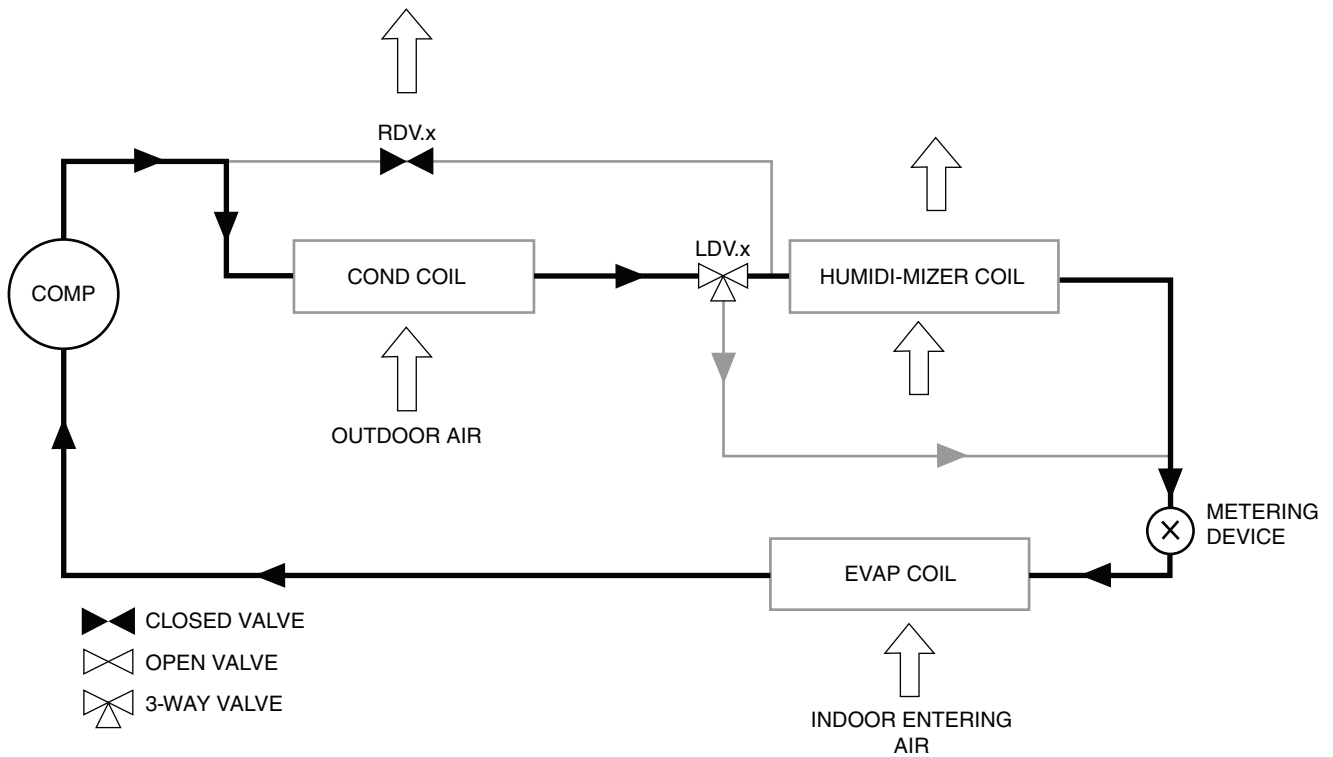 RDV.x
LDV.x
COMP
COND COIL
HUMIDI-MIZER COIL
OUTDOOR AIR
METERING
DEVICE
EVAP COIL
CLOSED VALVE
OPEN VALVE
3-WAY VALVE
INDOOR ENTERING
AIR